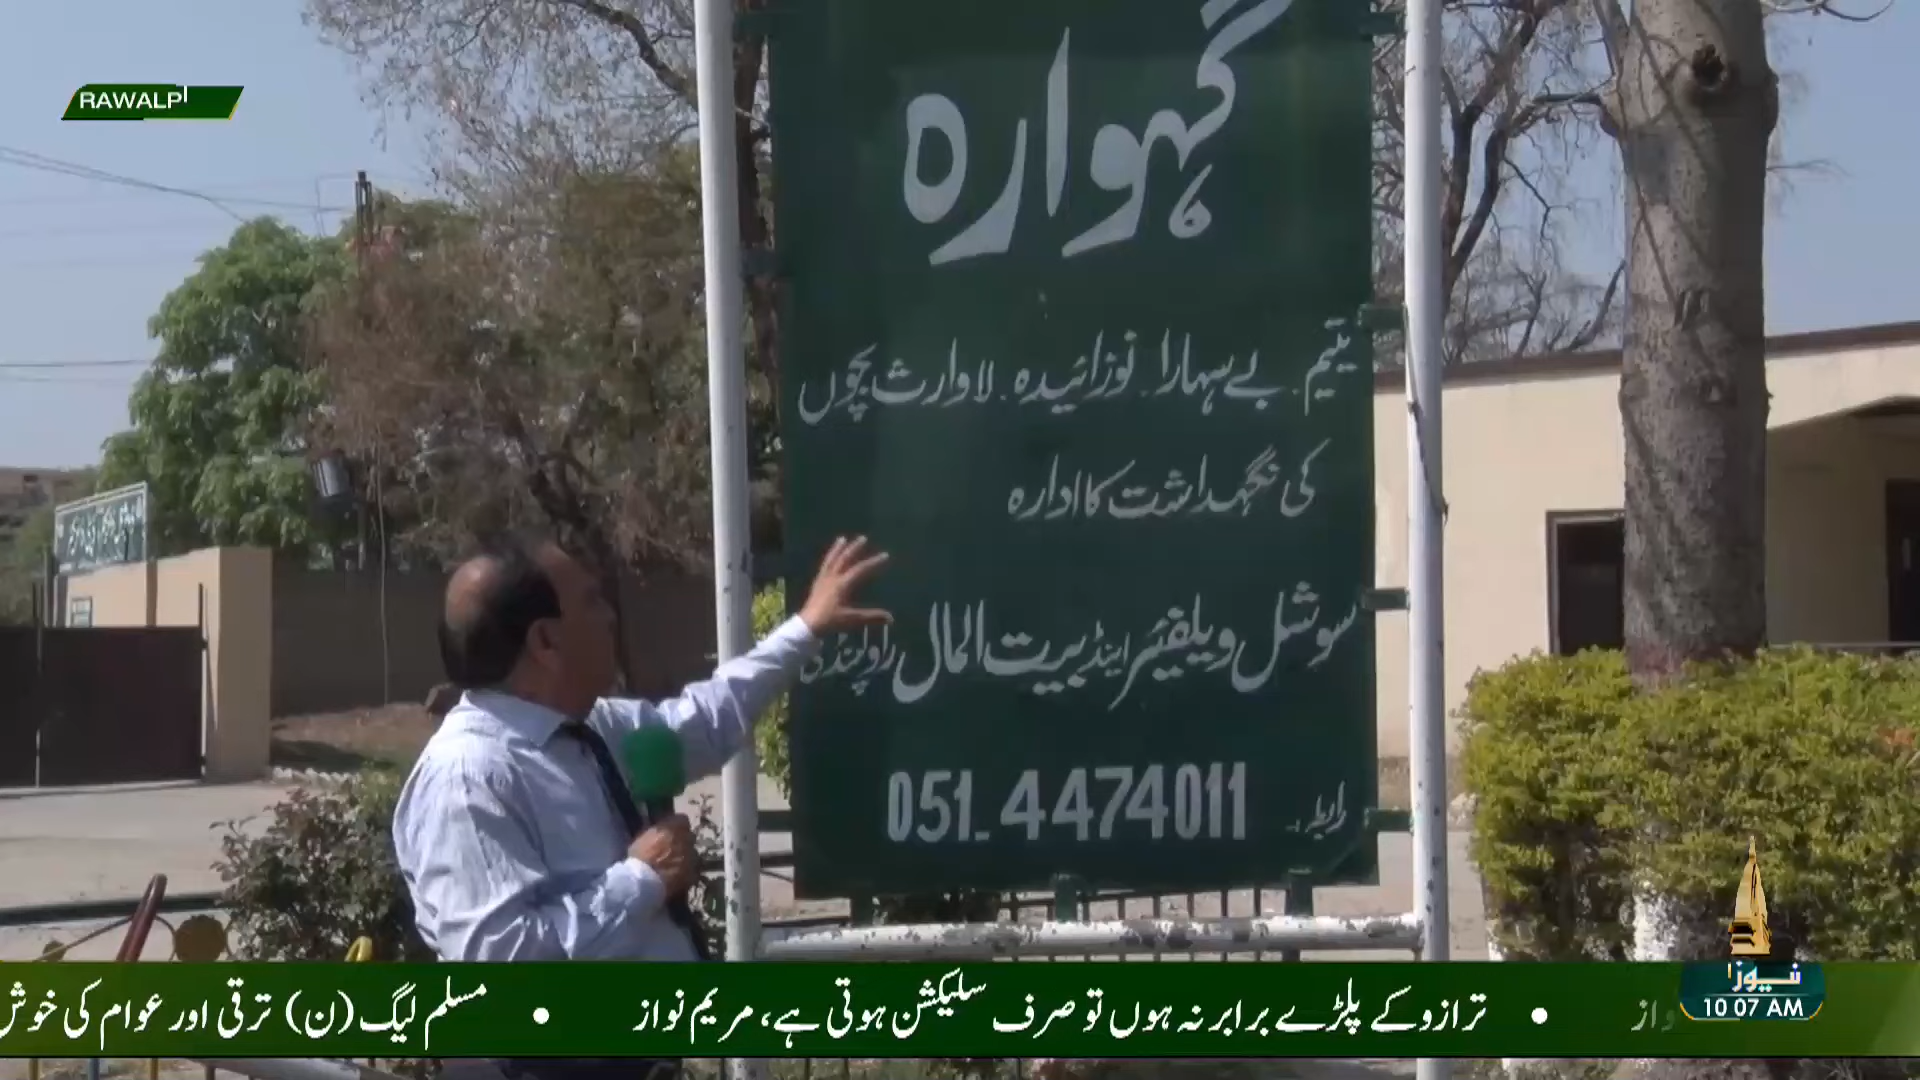 RAWALPI
گہوارہ
یتیم۔ بے سہارا۔ نوزائیدہ۔ لاوارث بچوں
کی نگہداشت کا ادارہ
سوشل ویلفیئر اینڈ بیت المال راولپنڈی
رابطہ۔ 051-4474011
ترازو کے پلڑے برابر نہ ہوں تو صرف سلیکشن ہوتی ہے، مریم نواز • مسلم لیگ (ن) ترقی اور عوام کی خوش
نیوز
10 07 AM